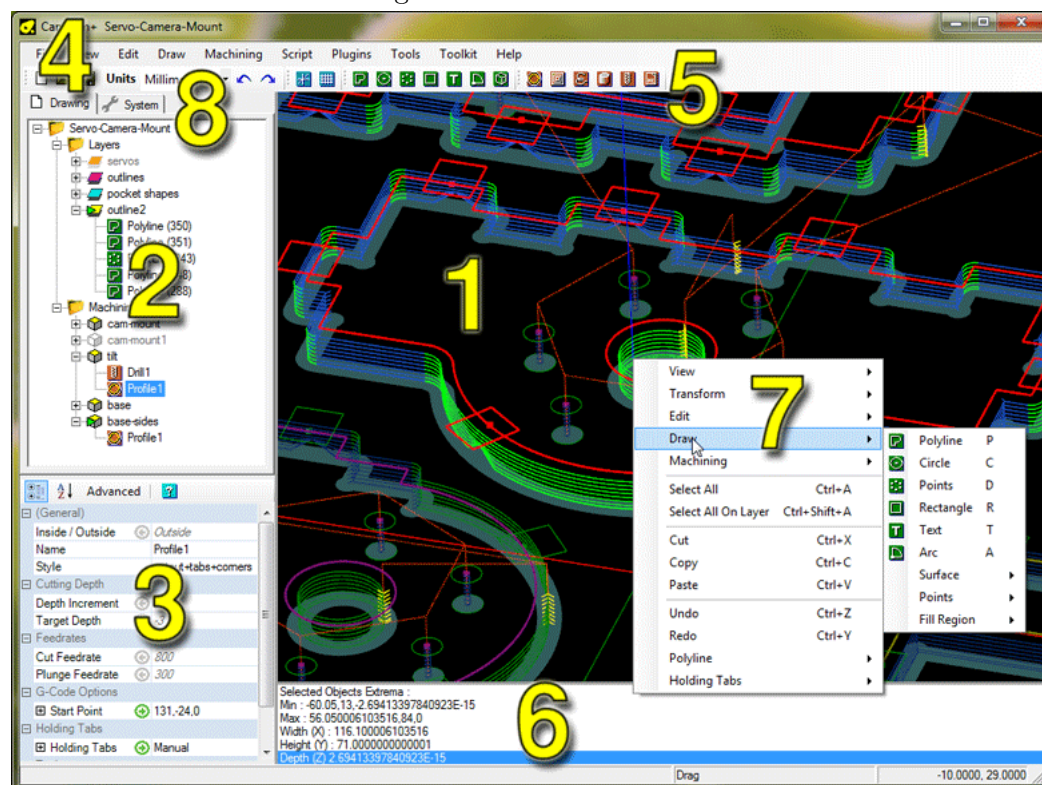 Servo-Camera-Mount
Edit Draw Machining Script Plugins Tools Toolkit Help
4
5
Units
8
Drawing System
Servo-Camera-Mount
Layers
servos
outlines
pocket shapes
outline2
Polyline (350)
Polyline (351)
2
1
cam-mount
cam-mount1
tilt
Drill1
Profile1
base
base-sides
Profile1
View
Transform
Edit
Draw
Machining
7
Select All Ctrl+A
Select All On Layer Ctrl+Shift+A
Cut Ctrl+X
Copy Ctrl+C
Paste Ctrl+V
Undo Ctrl+Z
Redo Ctrl+Y
Polyline
Holding Tabs
Polyline P
Circle C
Points D
Rectangle R
Text T
Arc A
Surface
Points
Fill Region
Advanced
(General)
Inside / Outside Outside
Name Profile1
Style
Cutting Depth
Depth Increment
3
Target Depth
Feedrates
Cut Feedrate 800
Plunge Feedrate 300
G-Code Options
Start Point 131,-24,0
Holding Tabs
Holding Tabs Manual
Selected Objects Extrema :
Min : -60.05,13,-2.69413397840923E-15
Max : 56.050006103516,84,0
Width (X) : 116.100006103516
Height (Y) : 71.0000000000001
Depth (Z) 2.69413397840923E-15
6
Drag -10.0000, 29.0000